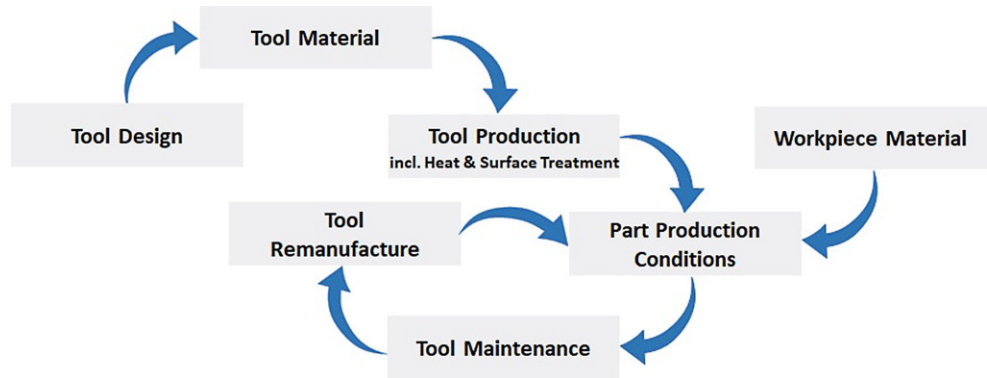 Tool Material
Tool Design
Tool Production
incl. Heat & Surface Treatment
Workpiece Material
Tool
Remanufacture
Part Production
Conditions
Tool Maintenance